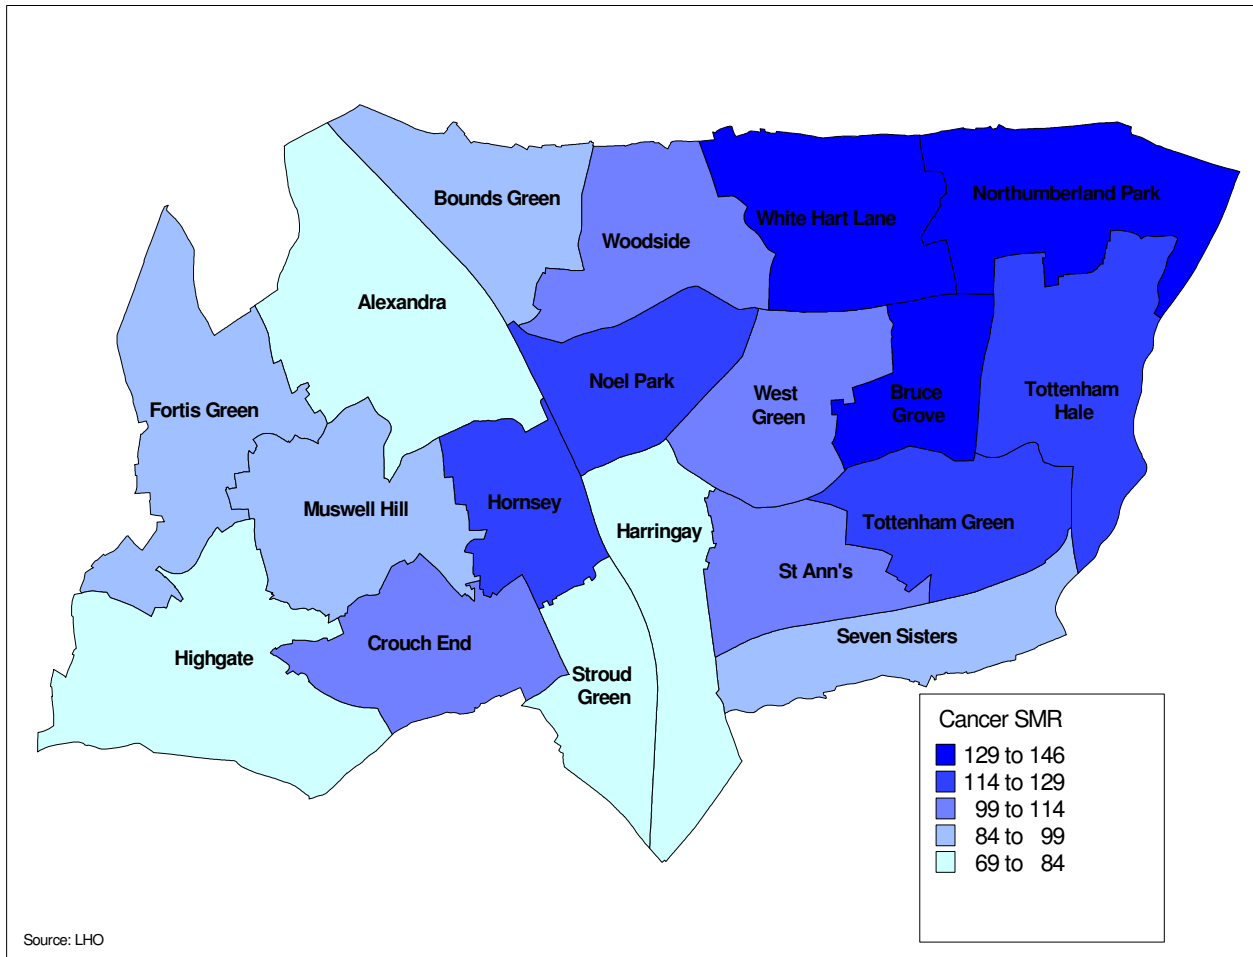 Bounds Green
Northumberland Park
White Hart Lane
Woodside
Alexandra
Noel Park
West
Green
Bruce
Grove
Tottenham
Hale
Fortis Green
Muswell Hill
Hornsey
Harringay
Tottenham Green
St Ann's
Seven Sisters
Crouch End
Highgate
Stroud
Green
Cancer SMR
129 to 146
114 to 129
99 to 114
84 to 99
69 to 84
Source: LHO